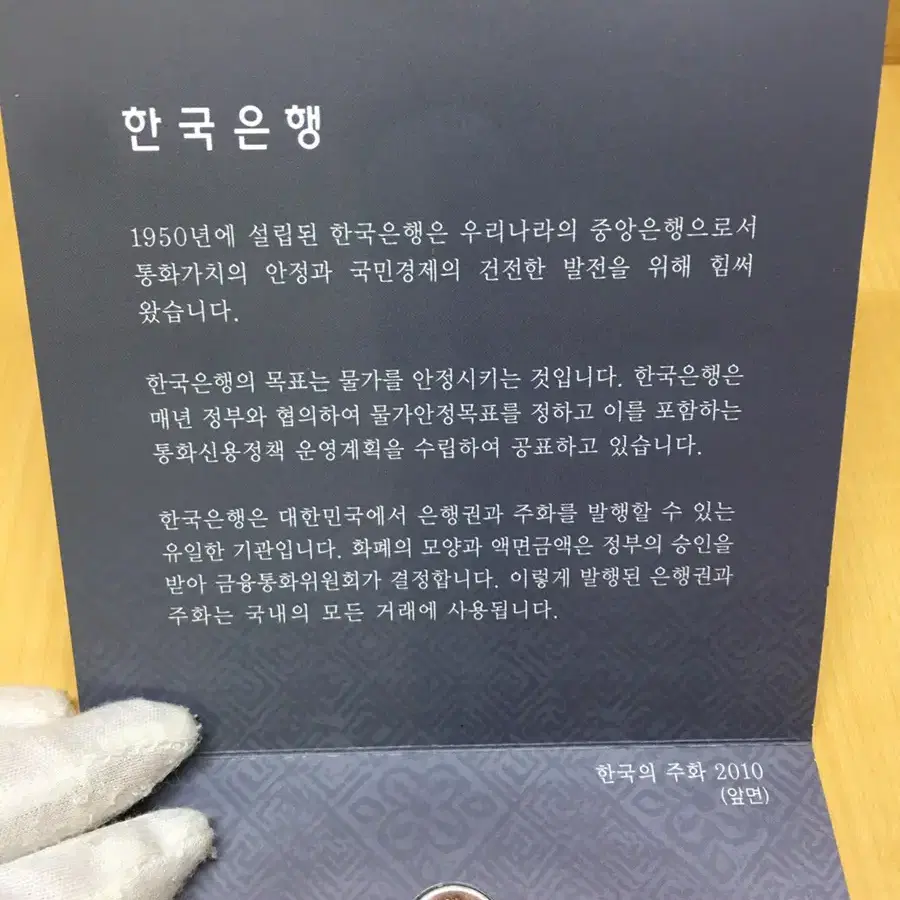 한국은행
1950년에 설립된 한국은행은 우리나라의 중앙은행으로서
통화가치의 안정과 국민경제의 건전한 발전을 위해 힘써
왔습니다.
한국은행의 목표는 물가를 안정시키는 것입니다. 한국은행은
매년 정부와 협의하여 물가안정목표를 정하고 이를 포함하는
통화신용정책 운영계획을 수립하여 공표하고 있습니다.
한국은행은 대한민국에서 은행권과 주화를 발행할 수 있는
유일한 기관입니다. 화폐의 모양과 액면금액은 정부의 승인을
받아 금융통화위원회가 결정합니다. 이렇게 발행된 은행권과
주화는 국내의 모든 거래에 사용됩니다.
한국의 주화 2010
(앞면)